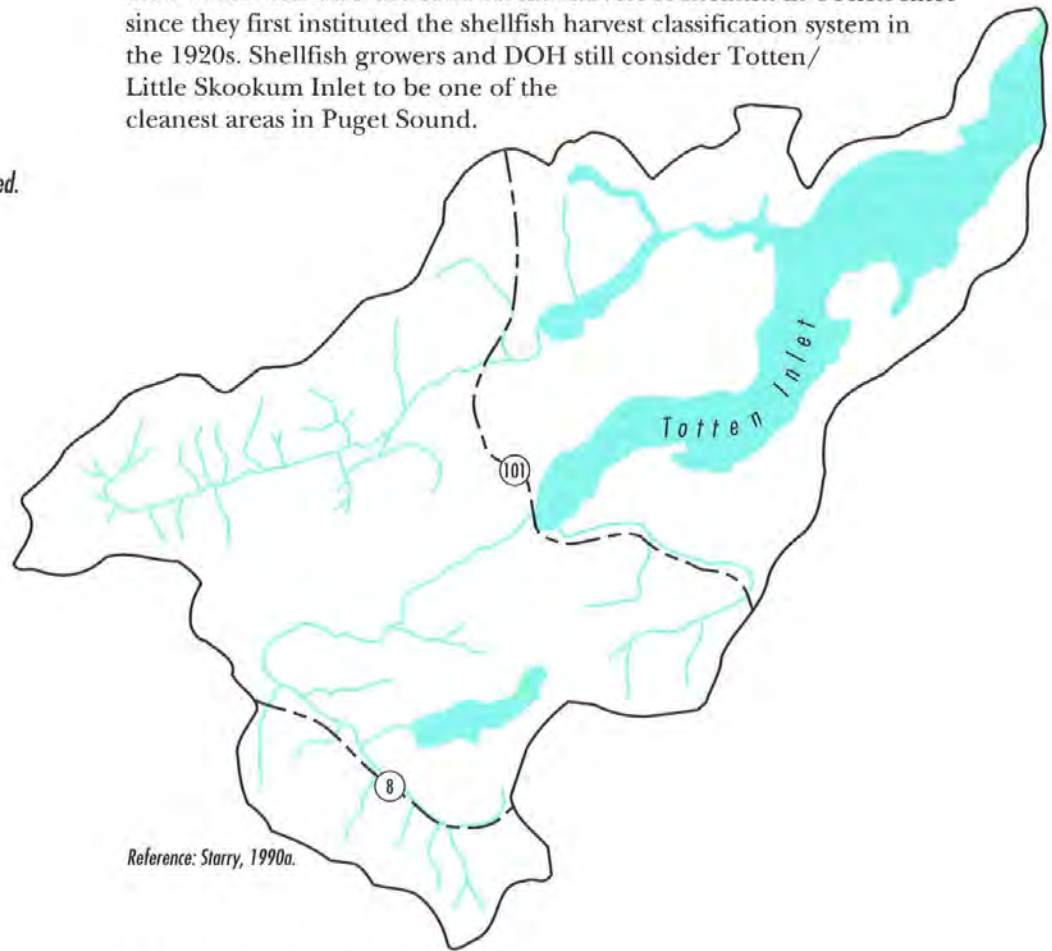 since they first instituted the shellfish harvest classification system in
the 1920s. Shellfish growers and DOH still consider Totten/
Little Skookum Inlet to be one of the
cleanest areas in Puget Sound.
ed.
Totten Inlet
101
8
Reference: Starry, 1990a.